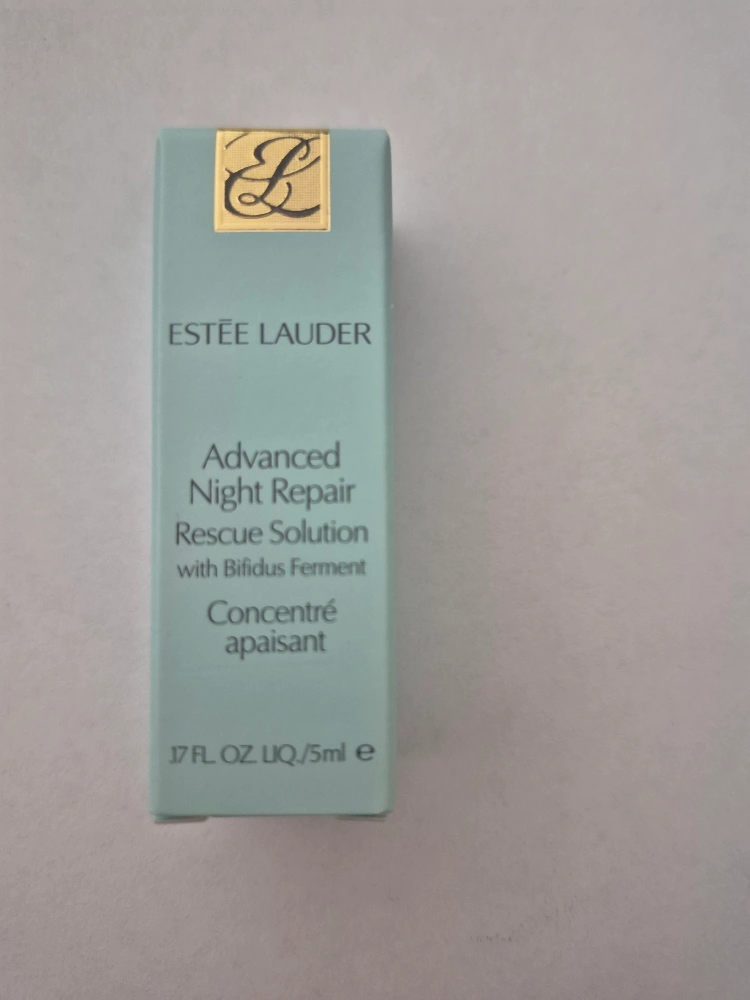 ESTĒE LAUDER
Advanced
Night Repair
Rescue Solution
with Bifidus Ferment
Concentré
apaisant
.17 FL. OZ. LIQ./5ml e